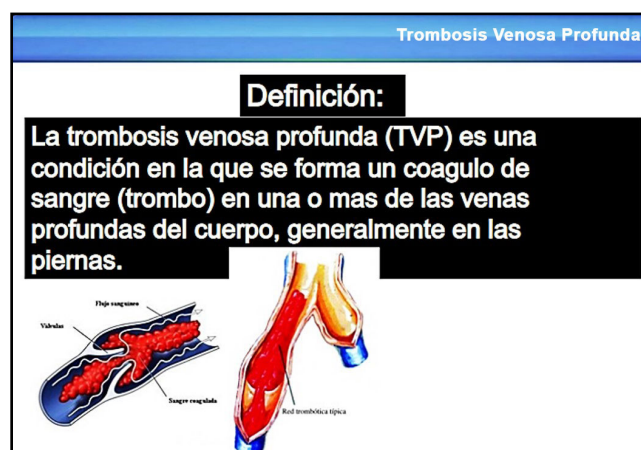 Trombosis Venosa Profunda
Definición:
La trombosis venosa profunda (TVP) es una
condición en la que se forma un coagulo de
sangre (trombo) en una o mas de las venas
profundas del cuerpo, generalmente en las
piernas.
Flujo sanguíneo
Válvulas
Sangre coagulada
Red trombótica típica